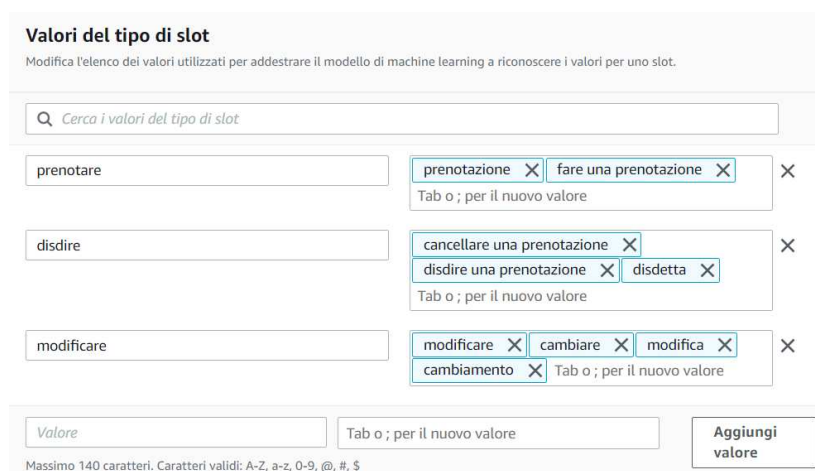 Valori del tipo di slot
Modifica l'elenco dei valori utilizzati per addestrare il modello di machine learning a riconoscere i valori per uno slot.
Cerca i valori del tipo di slot
prenotare
prenotazione fare una prenotazione
Tab o ; per il nuovo valore
disdire
cancellare una prenotazione
disdire una prenotazione disdetta
Tab o ; per il nuovo valore
modificare
modificare cambiare modifica
cambiamento Tab o ; per il nuovo valore
Valore
Tab o ; per il nuovo valore
Aggiungi
valore
Massimo 140 caratteri. Caratteri validi: A-Z, a-z, 0-9, @, #, $